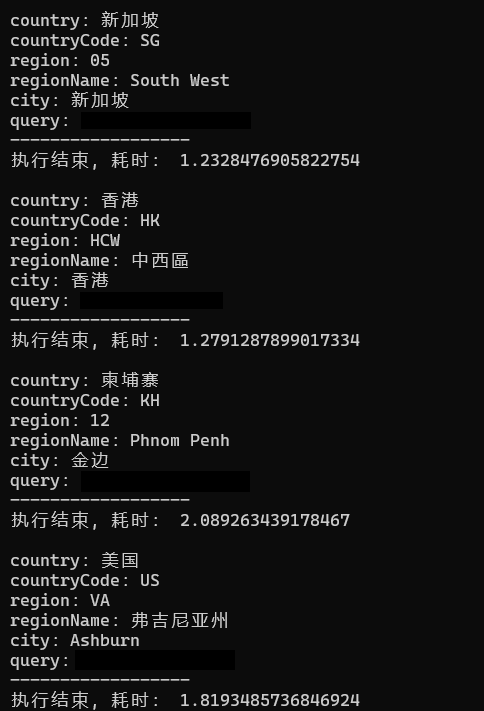 country: 新加坡
countryCode: SG
region: 05
regionName: South West
city: 新加坡
query:
------------------
执行结束, 耗时:  1.2328476905822754
country: 香港
countryCode: HK
region: HCW
regionName: 中西區
city: 香港
query:
------------------
执行结束, 耗时:  1.2791287899017334
country: 柬埔寨
countryCode: KH
region: 12
regionName: Phnom Penh
city: 金边
query:
------------------
执行结束, 耗时:  2.089263439178467
country: 美国
countryCode: US
region: VA
regionName: 弗吉尼亚州
city: Ashburn
query:
------------------
执行结束, 耗时:  1.8193485736846924